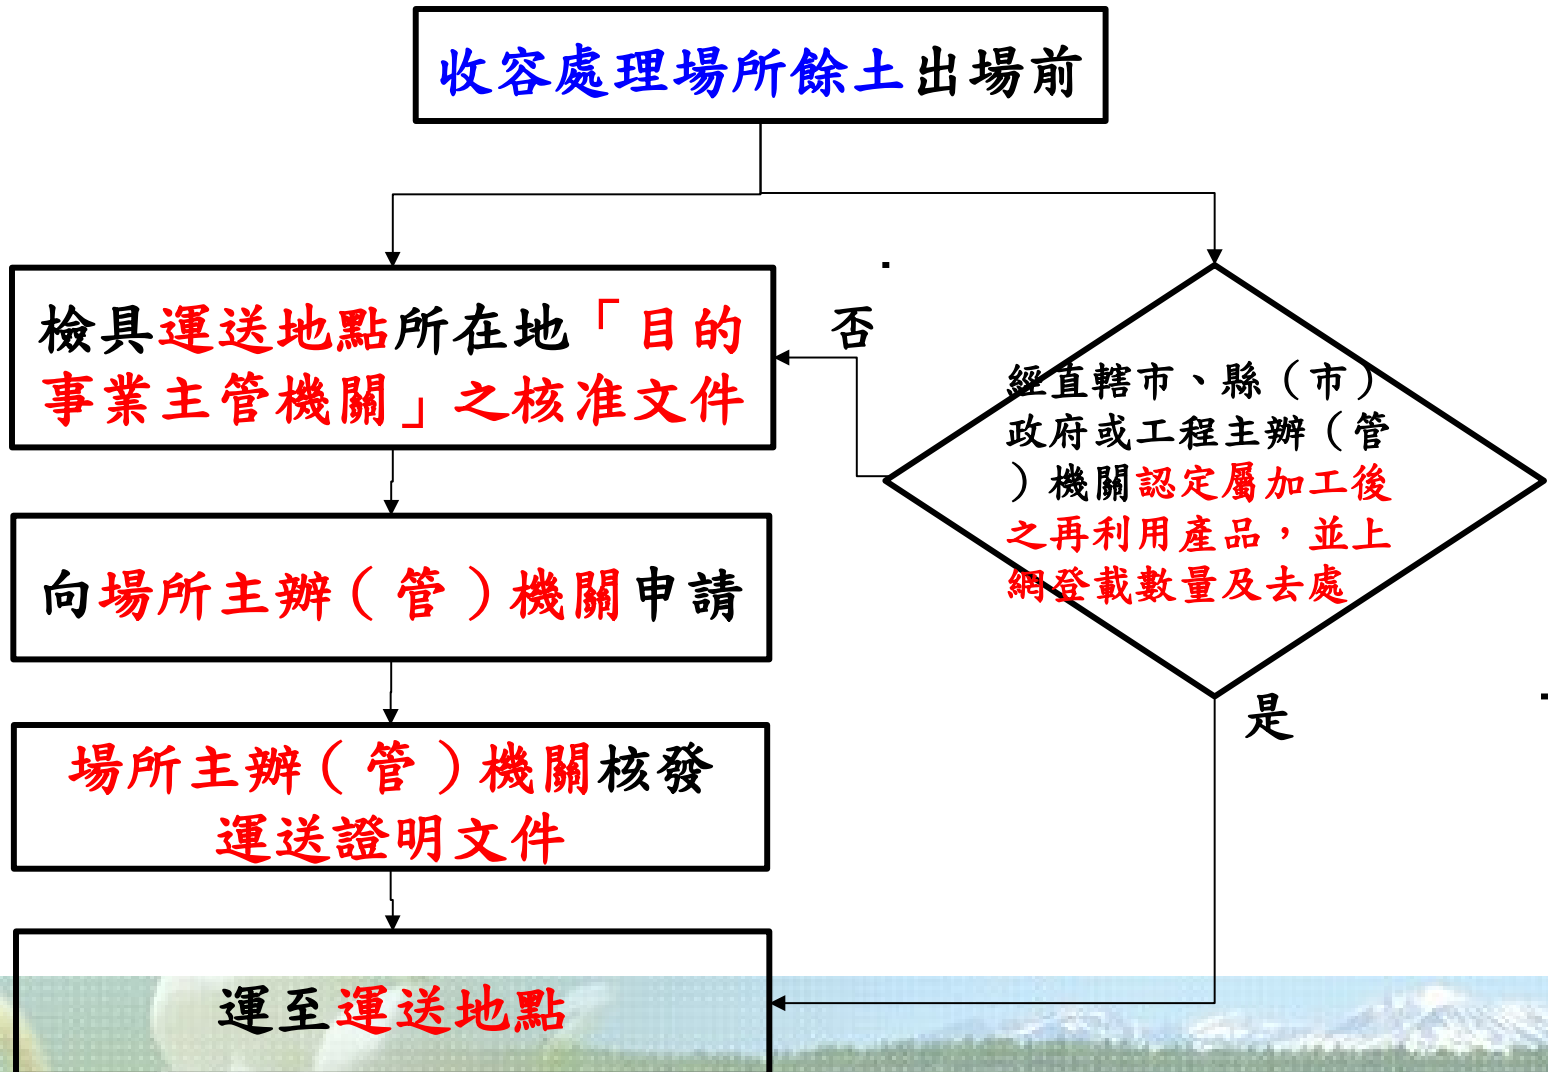 收容處理場所餘土出場前
檢具運送地點所在地「目的
事業主管機關」之核准文件
否
經直轄市、縣（市）
政府或工程主辦（管
）機關認定屬加工後
之再利用產品，並上
網登載數量及去處
向場所主辦（管）機關申請
是
場所主辦（管）機關核發
運送證明文件
運至運送地點